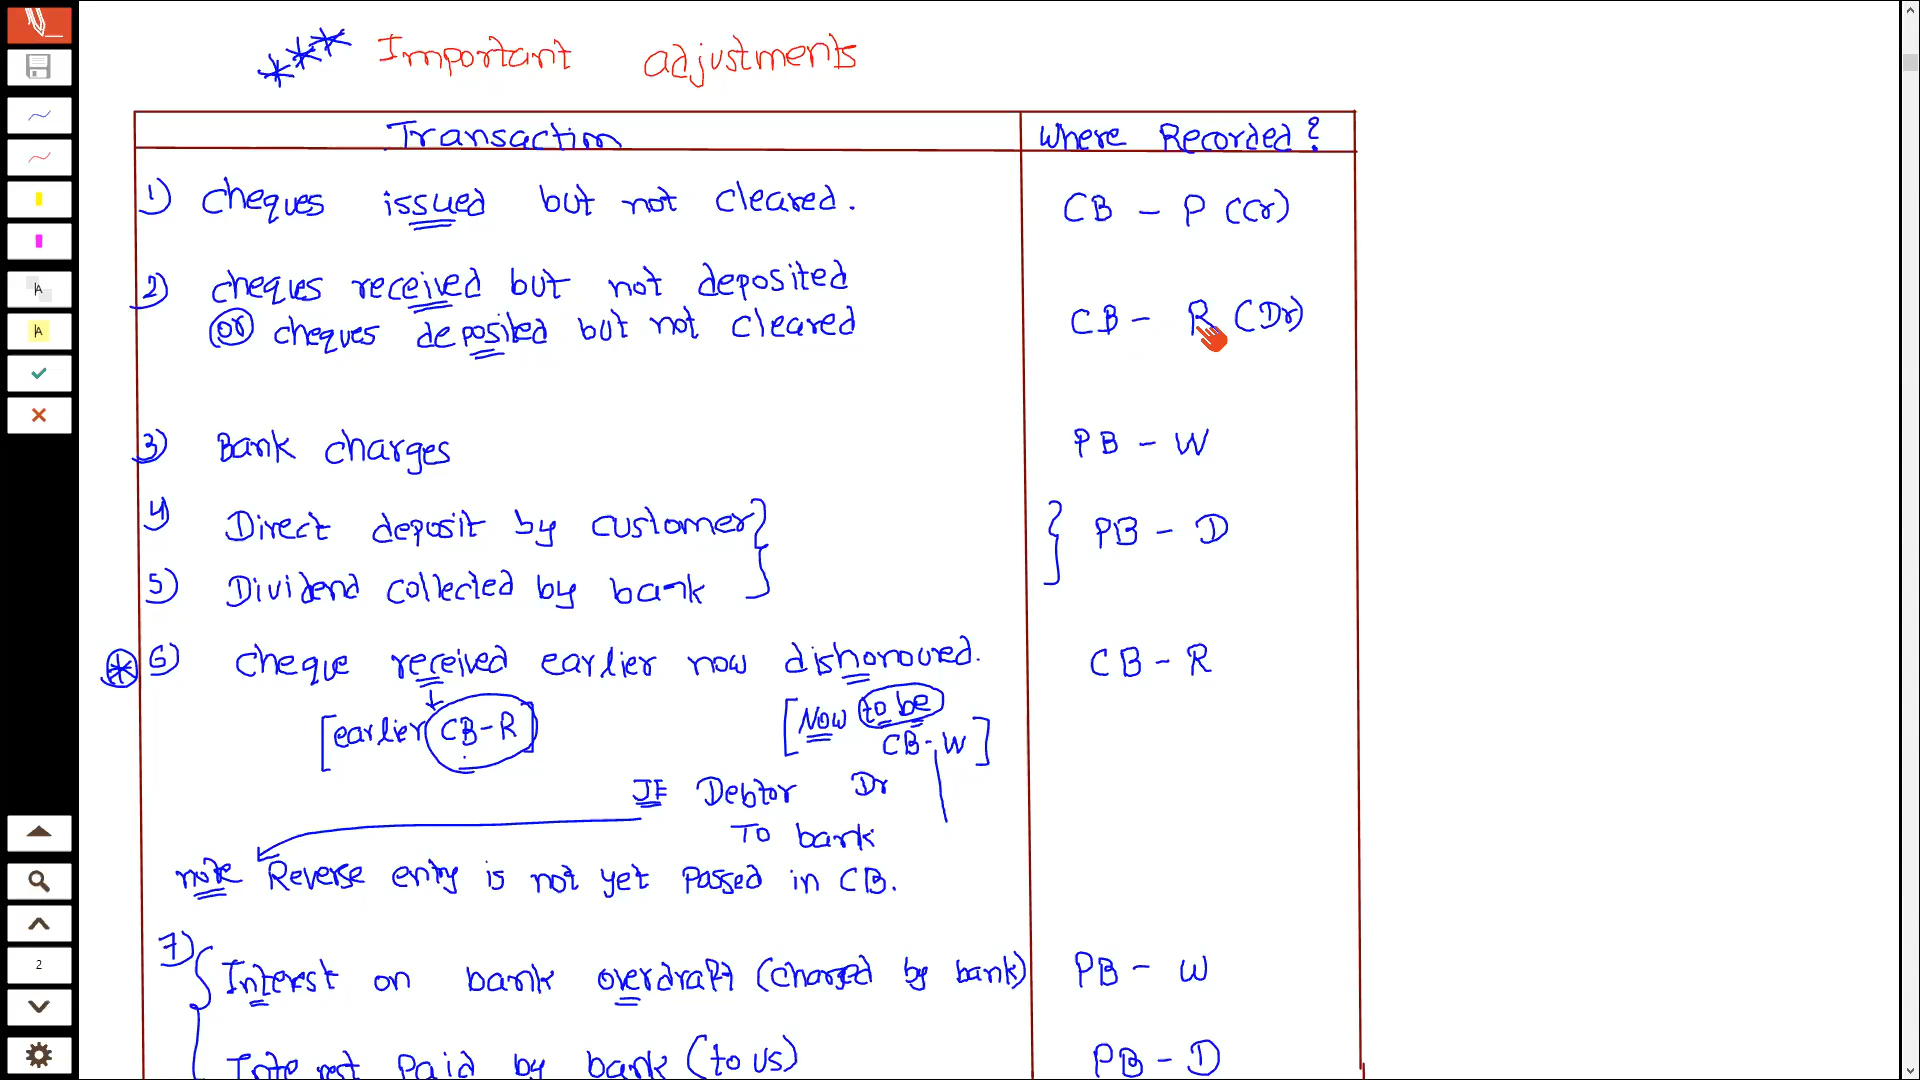 *** Important adjustments
Transaction Where Recorded?
1) cheques issued but not cleared. CB - P (Cr)
2) cheques received but not deposited
or cheques deposited but not cleared CB - R (Dr)
3) Bank charges PB - W
4) Direct deposit by customer } } PB - D
5) Dividend collected by bank
* 6) cheque received earlier now dishonoured. CB - R
[earlier CB-R] [Now to be
CB-W]
JE Debtor Dr
To bank
note Reverse entry is not yet passed in CB.
7) { Interest on bank overdraft (charged by bank) PB - W
Interest paid by bank (to us) PB - D
A
A
2